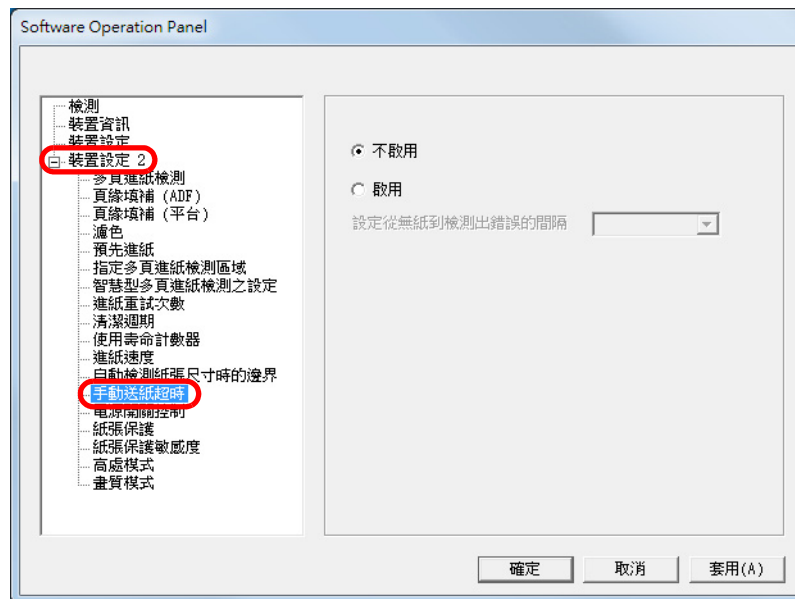 Software Operation Panel
檢測
裝置資訊
裝置設定
裝置設定 2
多頁進紙檢測
頁緣填補 (ADF)
頁緣填補 (平台)
濾色
預先進紙
指定多頁進紙檢測區域
智慧型多頁進紙檢測之設定
進紙重試次數
清潔週期
使用壽命計數器
進紙速度
自動檢測紙張尺寸時的邊界
手動送紙超時
電源開關控制
紙張保護
紙張保護敏感度
高處模式
畫質模式
不啟用
啟用
設定從無紙到檢測出錯誤的間隔
確定
取消
套用(A)